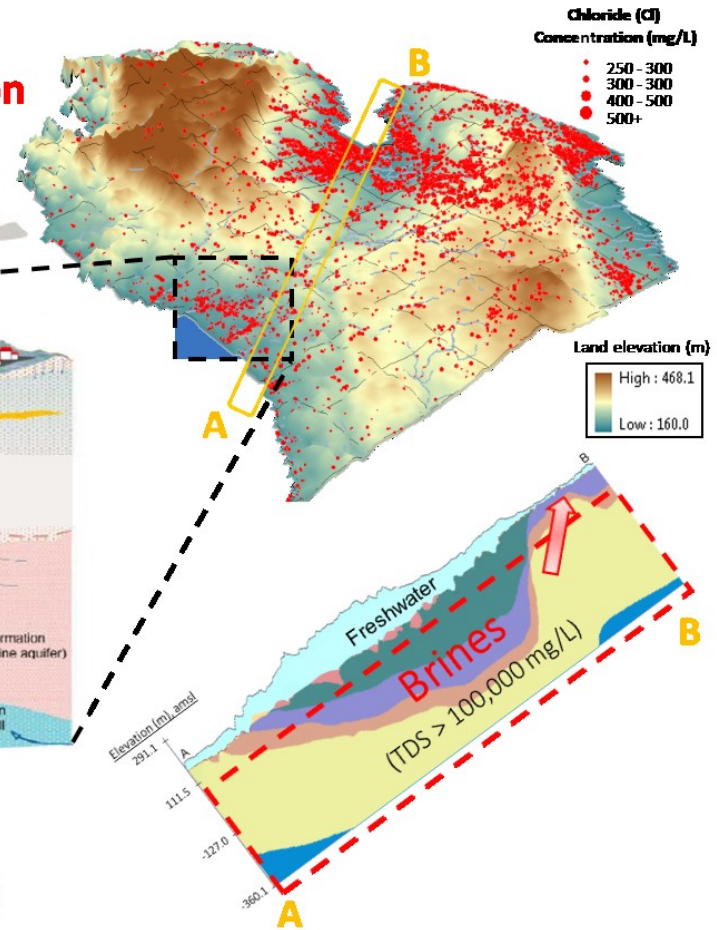 on
Chloride (Cl)
Concentration (mg/L)
250 - 300
300 - 300
400 - 500
500+
B
A
Land elevation (m)
High : 468.1
Low : 160.0
rmation
ine aquifer)
n
ll
B
Freshwater
Brines
(TDS > 100,000 mg/L)
Elevation (m), amsl
A
291.1
111.5
-127.0
-360.1
B
A